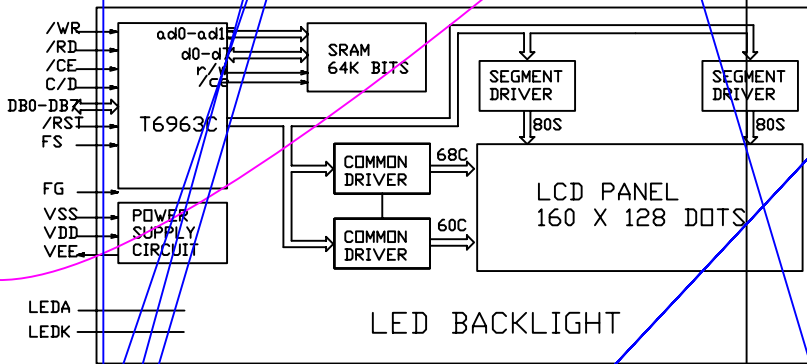 /WR
/RD
/CE
C/D
DB0-DB7
/RST
FS
FG
VSS
VDD
VEE
LEDA
LEDK
ad0-ad1
d0-d7
r/w
/ce
T6963C
POWER
SUPPLY
CIRCUIT
SRAM
64K BITS
SEGMENT
DRIVER
80S
SEGMENT
DRIVER
80S
COMMON
DRIVER
68C
COMMON
DRIVER
60C
LCD PANEL
160 X 128 DOTS
LED BACKLIGHT